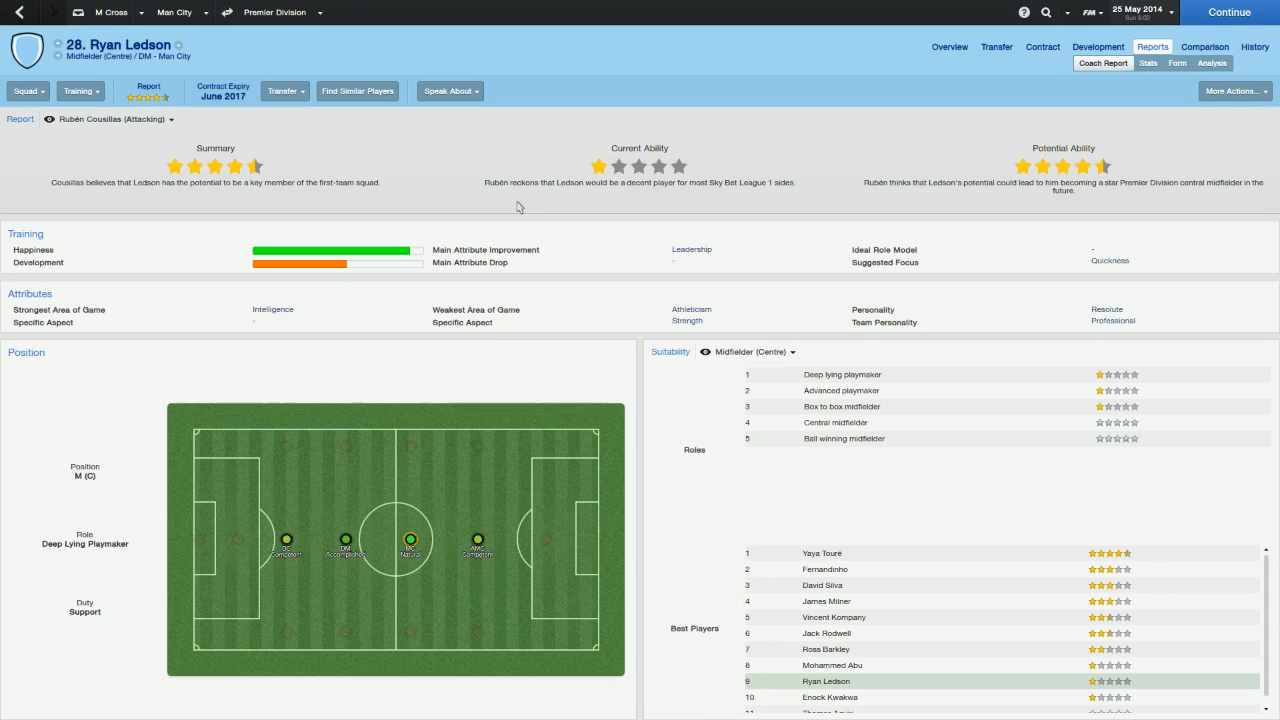 M Cross Man City Premier Division FM 25 May 2014 Continue
Sun 9:00
28. Ryan Ledson
Midfielder (Centre) / DM - Man City
Overview Transfer Contract Development Reports Comparison History
Coach Report Stats Form Analysis
Squad Training Report Contract Expiry June 2017 Transfer Find Similar Players Speak About More Actions...
Report Rubén Cousillas (Attacking)
Summary Current Ability Potential Ability
Cousillas believes that Ledson has the potential to be a key member of the first-team squad.
Rubén reckons that Ledson would be a decent player for most Sky Bet League 1 sides.
Rubén thinks that Ledson's potential could lead to him becoming a star Premier Division central midfielder in the
future.
Training
Happiness Main Attribute Improvement Leadership Ideal Role Model -
Development Main Attribute Drop - Suggested Focus Quickness
Attributes
Strongest Area of Game Intelligence Weakest Area of Game Athleticism Personality Resolute
Specific Aspect - Specific Aspect Strength Team Personality Professional
Position
Position
M (C)
Role
Deep Lying Playmaker
Duty
Support
DC DM MC AMC
Competent Accomplished Natural Competent
Suitability Midfielder (Centre)
Roles
1 Deep lying playmaker
2 Advanced playmaker
3 Box to box midfielder
4 Central midfielder
5 Ball winning midfielder
Best Players
1 Yaya Touré
2 Fernandinho
3 David Silva
4 James Milner
5 Vincent Kompany
6 Jack Rodwell
7 Ross Barkley
8 Mohammed Abu
9 Ryan Ledson
10 Enock Kwakwa
11